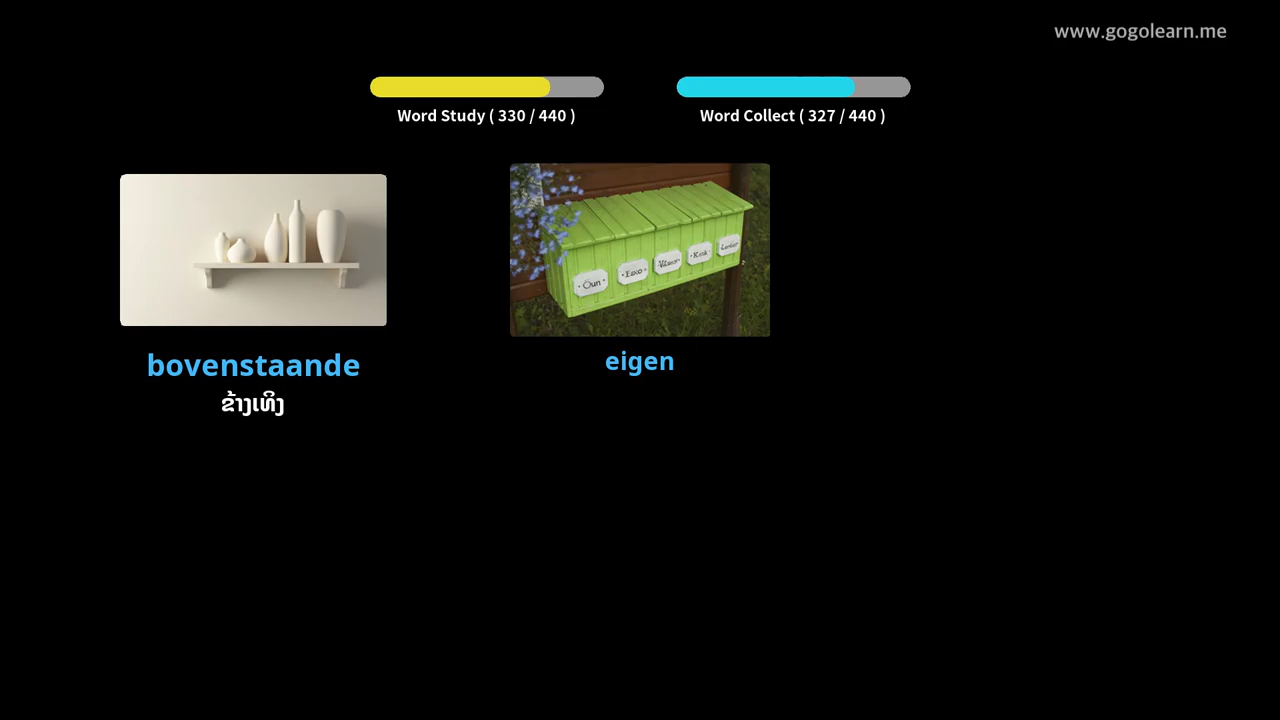 www.gogolearn.me
Word Study ( 330 / 440 )
Word Collect ( 327 / 440 )
bovenstaande
ຂ້າງເທິງ
eigen